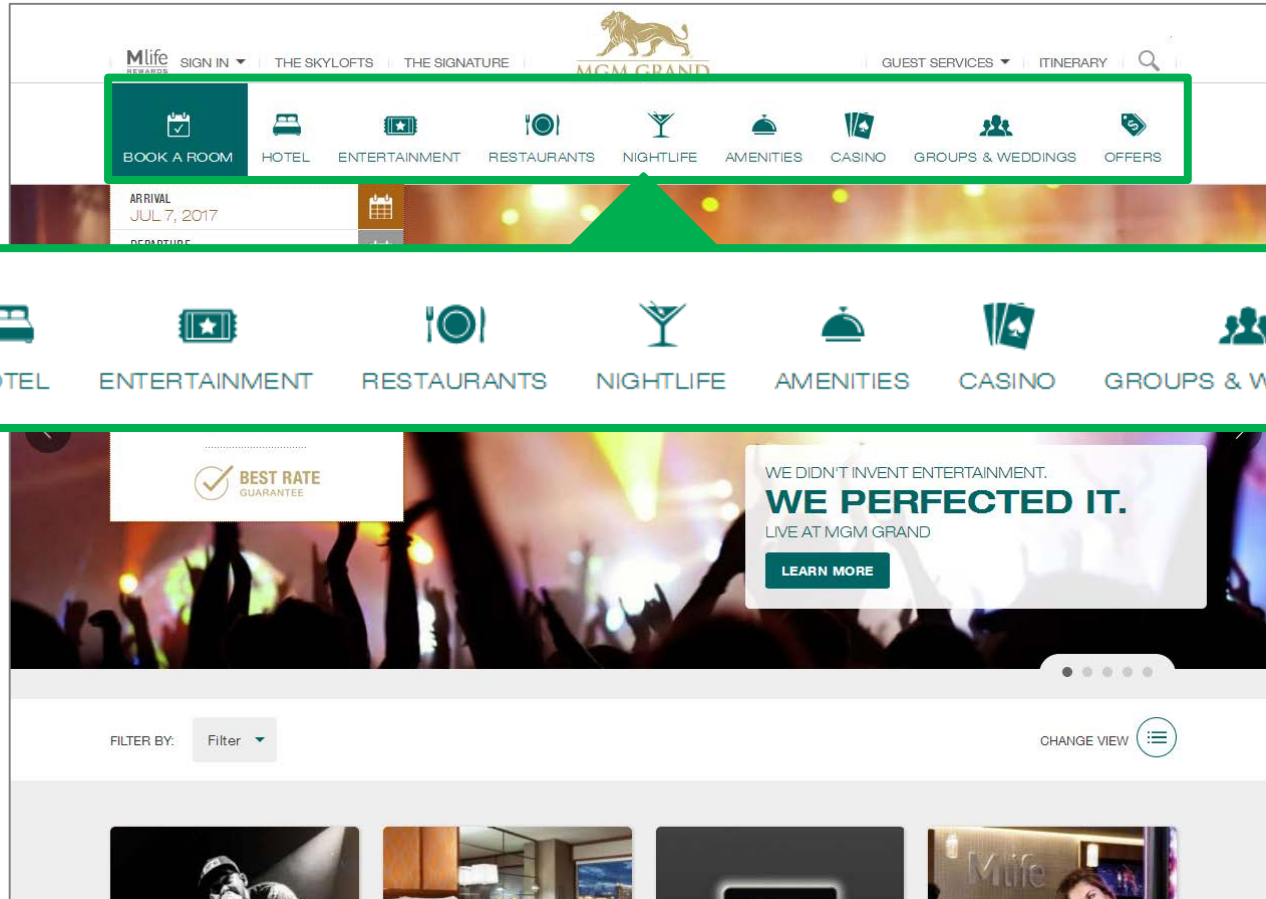 Mlife SIGN IN THE SKYLOFTS THE SIGNATURE MGM GRAND GUEST SERVICES ITINERARY
REWARDS
BOOK A ROOM HOTEL ENTERTAINMENT RESTAURANTS NIGHTLIFE AMENITIES CASINO GROUPS & WEDDINGS OFFERS
ARRIVAL
JUL 7, 2017
DEPARTURE
OTEL ENTERTAINMENT RESTAURANTS NIGHTLIFE AMENITIES CASINO GROUPS & W
BEST RATE
GUARANTEE
WE DIDN'T INVENT ENTERTAINMENT.
WE PERFECTED IT.
LIVE AT MGM GRAND
LEARN MORE
FILTER BY: Filter CHANGE VIEW
Mlife